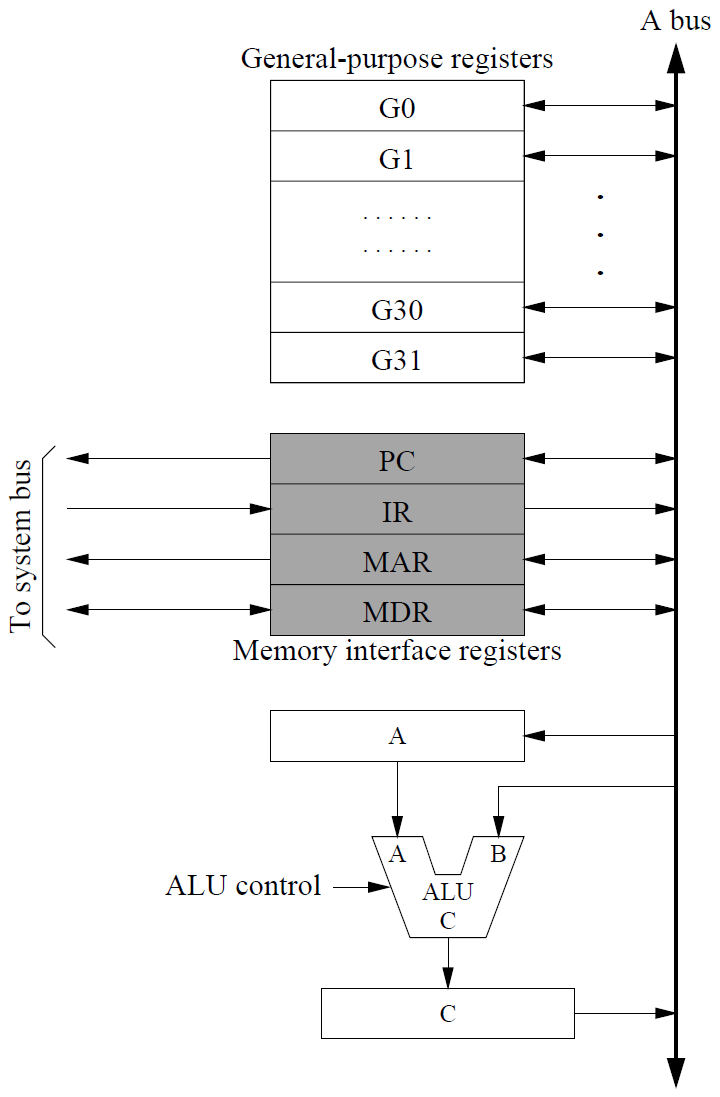 A bus
General-purpose registers
G0
G1
. . . . . .
. . . . . .
G30
G31
To system bus
PC
IR
MAR
MDR
Memory interface registers
A
A
B
ALU control
ALU
C
C